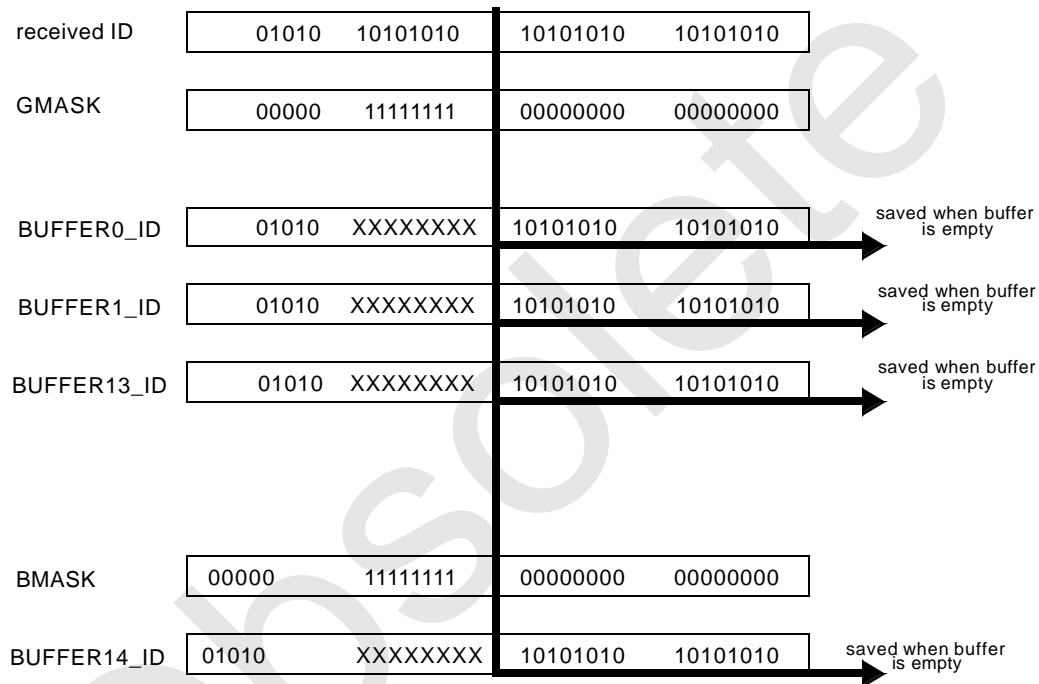 received ID 01010 10101010 10101010 10101010
GMASK 00000 11111111 00000000 00000000
BUFFER0_ID 01010 XXXXXXXX 10101010 10101010 saved when buffer
is empty
BUFFER1_ID 01010 XXXXXXXX 10101010 10101010 saved when buffer
is empty
BUFFER13_ID 01010 XXXXXXXX 10101010 10101010 saved when buffer
is empty
BMASK 00000 11111111 00000000 00000000
BUFFER14_ID 01010 XXXXXXXX 10101010 10101010 saved when buffer
is empty
obsolete